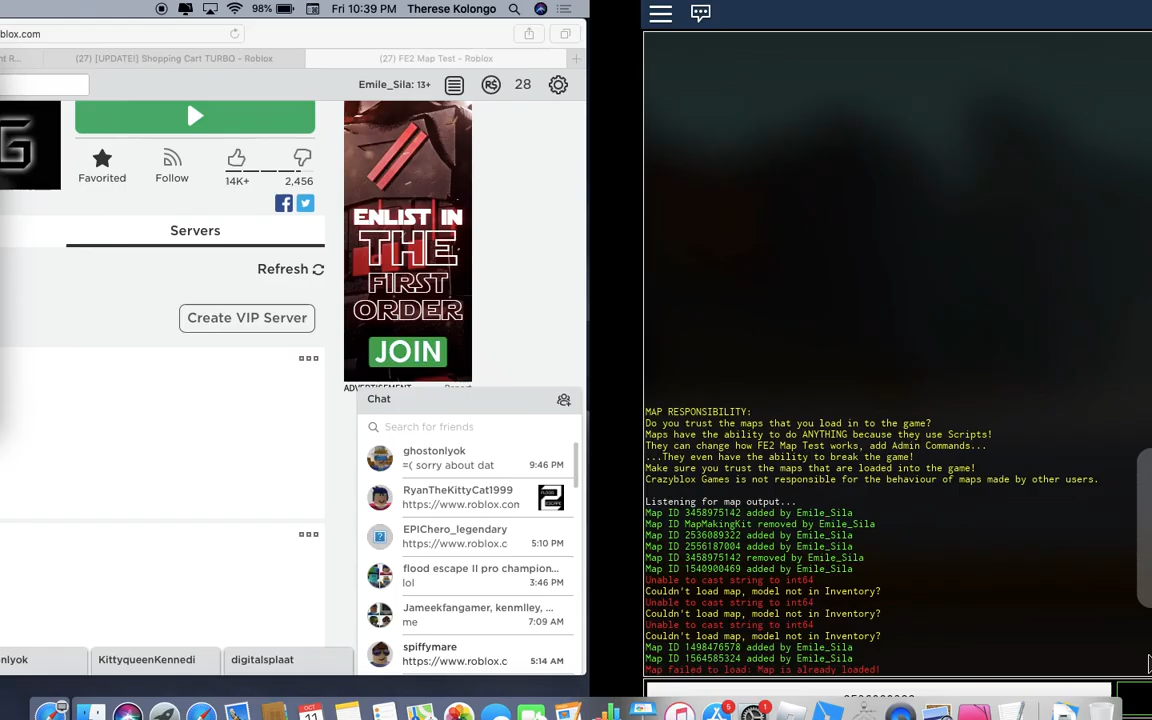 98%
Fri 10:39 PM
Therese Kolongo
oblox.com
nt R...
(27) [UPDATE!] Shopping Cart TURBO - Roblox
(27) FE2 Map Test - Roblox
+
Emile_Sila: 13+
R$
28
G
Favorited
Follow
14K+
2,456
Servers
Refresh
Create VIP Server
ENLIST IN
THE
FIRST
ORDER
JOIN
ADVERTISEMENT
Report
Chat
Search for friends
ghostonlyok
=( sorry about dat
9:46 PM
RyanTheKittyCat1999
https://www.roblox.con
EPIChero_legendary
https://www.roblox.c
5:10 PM
flood escape II pro champion...
lol
3:46 PM
Jameekfangamer, kenmlley, ...
me
7:09 AM
spiffymare
https://www.roblox.c
5:14 AM
nlyok
KittyqueenKennedi
digitalsplaat
MAP RESPONSIBILITY:
Do you trust the maps that you load in to the game?
Maps have the ability to do ANYTHING because they use Scripts!
They can change how FE2 Map Test works, add Admin Commands...
...They even have the ability to break the game!
Make sure you trust the maps that are loaded into the game!
Crazyblox Games is not responsible for the behaviour of maps made by other users.
Listening for map output...
Map ID 3458975142 added by Emile_Sila
Map ID MapMakingKit removed by Emile_Sila
Map ID 2536089322 added by Emile_Sila
Map ID 2556187004 added by Emile_Sila
Map ID 3458975142 removed by Emile_Sila
Map ID 1540900469 added by Emile_Sila
Unable to cast string to int64
Couldn't load map, model not in Inventory?
Unable to cast string to int64
Couldn't load map, model not in Inventory?
Unable to cast string to int64
Couldn't load map, model not in Inventory?
Map ID 1498476578 added by Emile_Sila
Map ID 1564585324 added by Emile_Sila
Map failed to load: Map is already loaded!